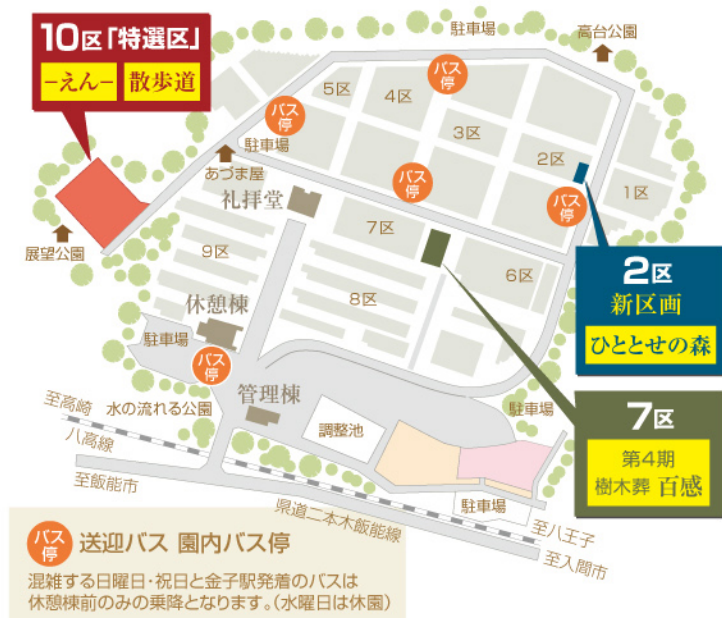 10区「特選区」
-えん- 散歩道
駐車場
高台公園
バス停
5区
4区
バス停
3区
駐車場
あづま屋
2区
バス停
1区
バス停
礼拝堂
展望公園
9区
7区
6区
8区
2区
新区画
ひととせの森
休憩棟
駐車場
バス停
管理棟
7区
第4期
樹木葬 百感
至高崎
水の流れる公園
駐車場
調整池
八高線
至飯能市
駐車場
県道二本木飯能線
至八王子
至入間市
バス停 送迎バス 園内バス停
混雑する日曜日・祝日と金子駅発着のバスは
休憩棟前のみの乗降となります。(水曜日は休園)